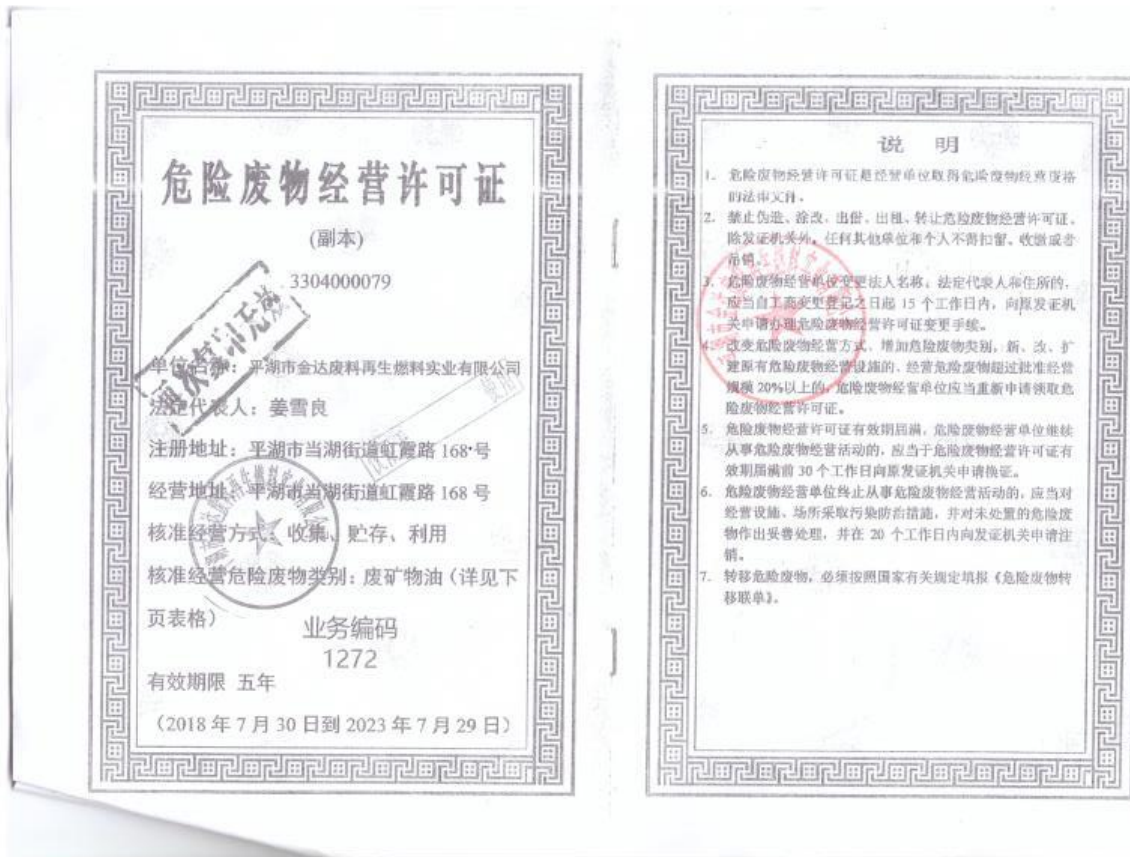 危险废物经营许可证
(副本)
3304000079
再次复印无效
单位名称：平湖市金达废料再生燃料实业有限公司
法定代表人：姜雪良
注册地址：平湖市当湖街道虹霞路 168号
经营地址：平湖市当湖街道虹霞路 168 号
核准经营方式：收集、贮存、利用
核准经营危险废物类别：废矿物油（详见下
页表格）
业务编码
1272
有效期限 五年
（2018 年 7 月 30 日到 2023 年 7 月 29 日）
说 明
1. 危险废物经营许可证是经营单位取得危险废物经营资格
的法律文件。
2. 禁止伪造、涂改、出借、出租、转让危险废物经营许可证。
除发证机关外，任何其他单位和个人不得扣留、收缴或者
吊销。
3. 危险废物经营单位变更法人名称、法定代表人和住所的，
应当自工商变更登记之日起 15 个工作日内，向原发证机
关申请办理危险废物经营许可证变更手续。
4. 改变危险废物经营方式、增加危险废物类别，新、改、扩
建原有危险废物经营设施的、经营危险废物超过批准经营
规模 20%以上的，危险废物经营单位应当重新申请领取危
险废物经营许可证。
5. 危险废物经营许可证有效期届满，危险废物经营单位继续
从事危险废物经营活动的，应当于危险废物经营许可证有
效期届满前 30 个工作日向原发证机关申请换证。
6. 危险废物经营单位终止从事危险废物经营活动的，应当对
经营设施、场所采取污染防治措施，并对未处置的危险废
物作出妥善处理，并在 20 个工作日内向发证机关申请注
销。
7. 转移危险废物，必须按照国家有关规定填报《危险废物转
移联单》。